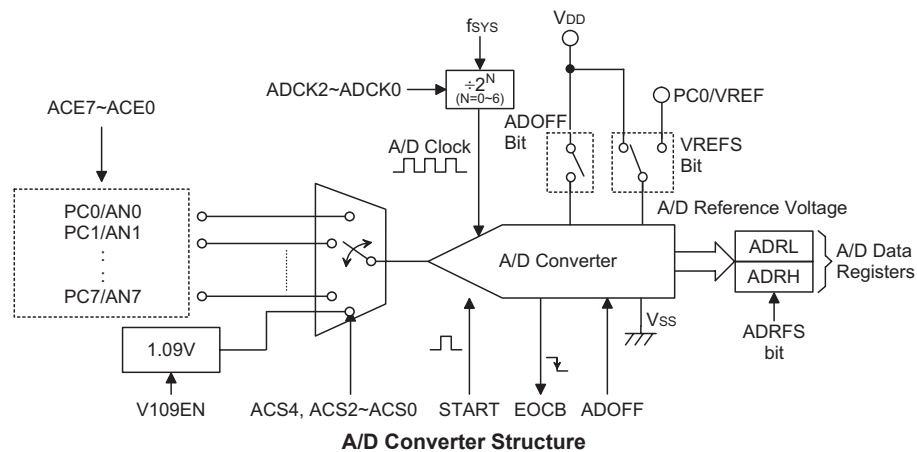 fSYS
VDD
ADCK2~ADCK0
÷2^N
(N=0~6)
PC0/VREF
ACE7~ACE0
ADOFF
Bit
VREFS
Bit
A/D Clock
PC0/AN0
PC1/AN1
.
.
.
PC7/AN7
A/D Reference Voltage
A/D Converter
ADRL
ADRH
A/D Data
Registers
VSS
ADRFS
bit
1.09V
V109EN
ACS4, ACS2~ACS0
START
EOCB
ADOFF
A/D Converter Structure